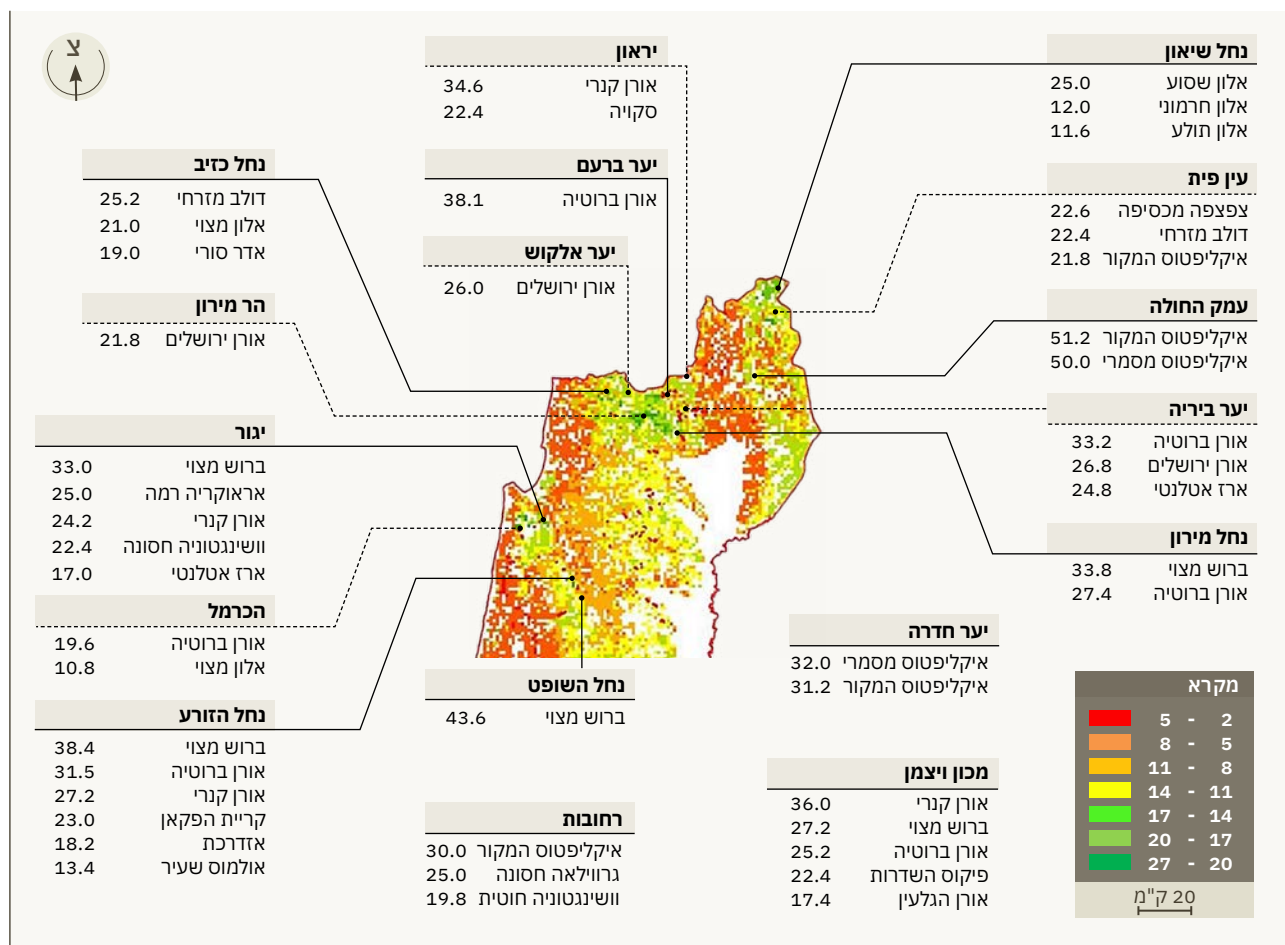 צ
נחל שיאון
אלון שסוע 25.0
אלון חרמוני 12.0
אלון תולע 11.6
עין פית
צפצפה מכסיפה 22.6
דולב מזרחי 22.4
איקליפטוס המקור 21.8
עמק החולה
איקליפטוס המקור 51.2
איקליפטוס מסמרי 50.0
יער ביריה
אורן ברוטיה 33.2
אורן ירושלים 26.8
ארז אטלנטי 24.8
נחל מירון
ברוש מצוי 33.8
אורן ברוטיה 27.4
יראון
אורן קנרי 34.6
סקויה 22.4
יער ברעם
אורן ברוטיה 38.1
יער אלקוש
אורן ירושלים 26.0
נחל כזיב
דולב מזרחי 25.2
אלון מצוי 21.0
אדר סורי 19.0
הר מירון
אורן ירושלים 21.8
יגור
ברוש מצוי 33.0
אראוקריה רמה 25.0
אורן קנרי 24.2
וושינגטוניה חסונה 22.4
ארז אטלנטי 17.0
הכרמל
אורן ברוטיה 19.6
אלון מצוי 10.8
נחל הזורע
ברוש מצוי 38.4
אורן ברוטיה 31.5
אורן קנרי 27.2
קריית הפקאן 23.0
אזדרכת 18.2
אולמוס שעיר 13.4
נחל השופט
ברוש מצוי 43.6
רחובות
איקליפטוס המקור 30.0
גרווילאה חסונה 25.0
וושינגטוניה חוטית 19.8
יער חדרה
איקליפטוס מסמרי 32.0
איקליפטוס המקור 31.2
מכון ויצמן
אורן קנרי 36.0
ברוש מצוי 27.2
אורן ברוטיה 25.2
פיקוס השדרות 22.4
אורן הגלעין 17.4
מקרא
2 - 5
5 - 8
8 - 11
11 - 14
14 - 17
17 - 20
20 - 27
20 ק"מ